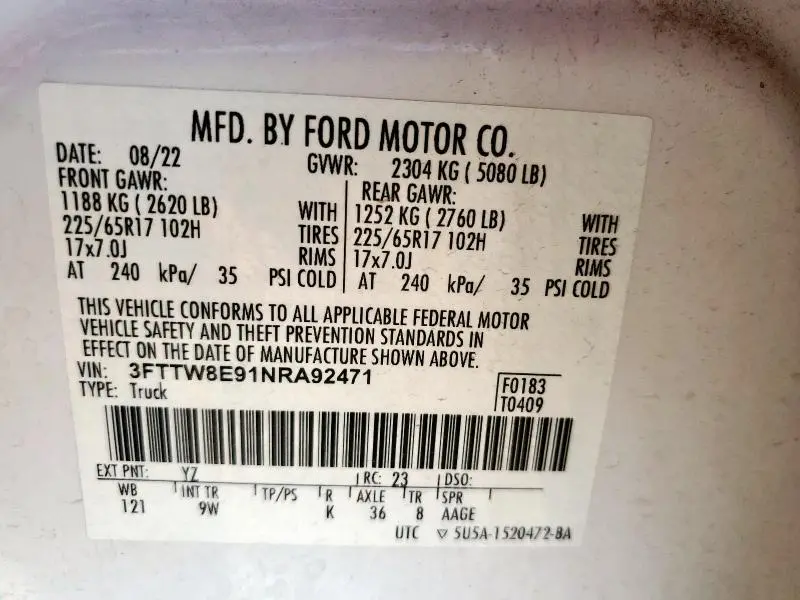 MFD. BY FORD MOTOR CO.
DATE: 08/22 GVWR: 2304 KG ( 5080 LB)
FRONT GAWR: REAR GAWR:
1188 KG ( 2620 LB) WITH 1252 KG ( 2760 LB) WITH
225/65R17 102H TIRES 225/65R17 102H TIRES
17x7.0J RIMS 17x7.0J RIMS
AT 240 kPa/ 35 PSI COLD AT 240 kPa/ 35 PSI COLD
THIS VEHICLE CONFORMS TO ALL APPLICABLE FEDERAL MOTOR
VEHICLE SAFETY AND THEFT PREVENTION STANDARDS IN
EFFECT ON THE DATE OF MANUFACTURE SHOWN ABOVE.
VIN: 3FTTW8E91NRA92471
TYPE: Truck
F0183
T0409
EXT PNT: YZ RC: 23 DSO:
WB INT TR TP/PS R AXLE TR SPR
121 9W K 36 8 AAGE
UTC ▽ 5U5A-1520472-BA